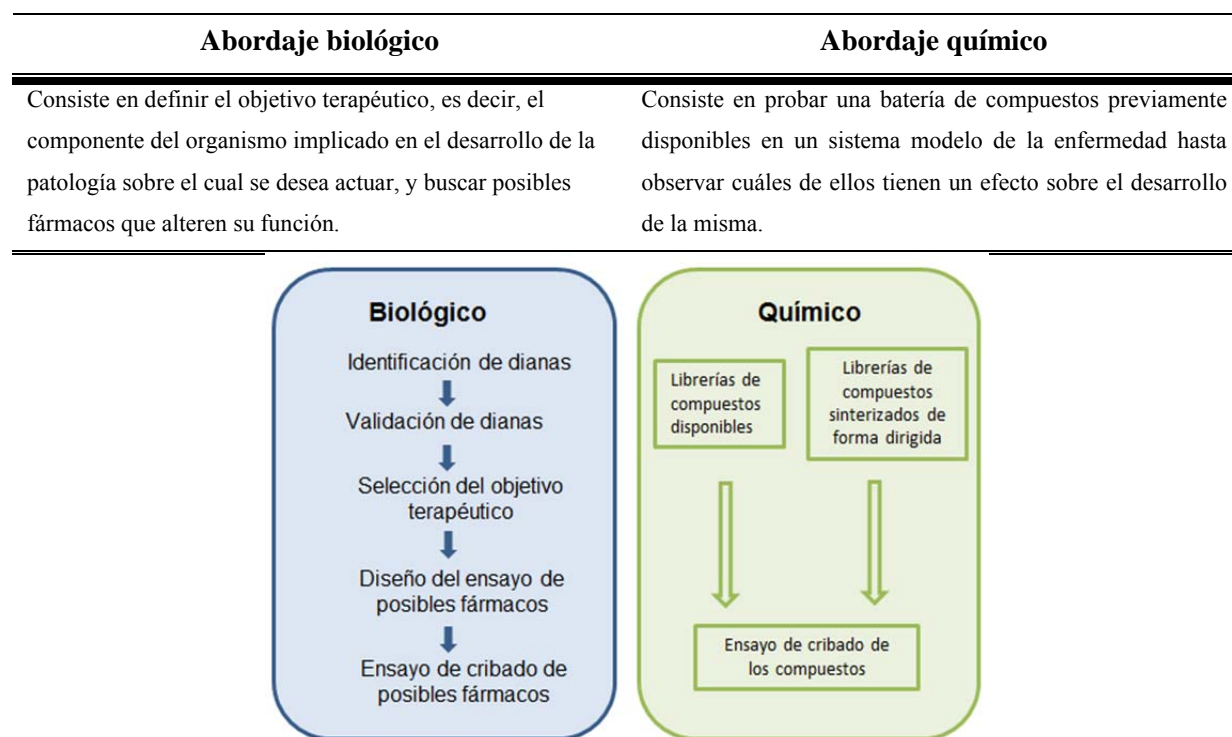 Abordaje biológico
Abordaje químico
Consiste en definir el objetivo terapéutico, es decir, el
componente del organismo implicado en el desarrollo de la
patología sobre el cual se desea actuar, y buscar posibles
fármacos que alteren su función.
Consiste en probar una batería de compuestos previamente
disponibles en un sistema modelo de la enfermedad hasta
observar cuáles de ellos tienen un efecto sobre el desarrollo
de la misma.
Biológico
Identificación de dianas
Validación de dianas
Selección del objetivo
terapéutico
Diseño del ensayo de
posibles fármacos
Ensayo de cribado de
posibles fármacos
Químico
Librerías de
compuestos
disponibles
Librerías de
compuestos
sinterizados de
forma dirigida
Ensayo de cribado de
los compuestos